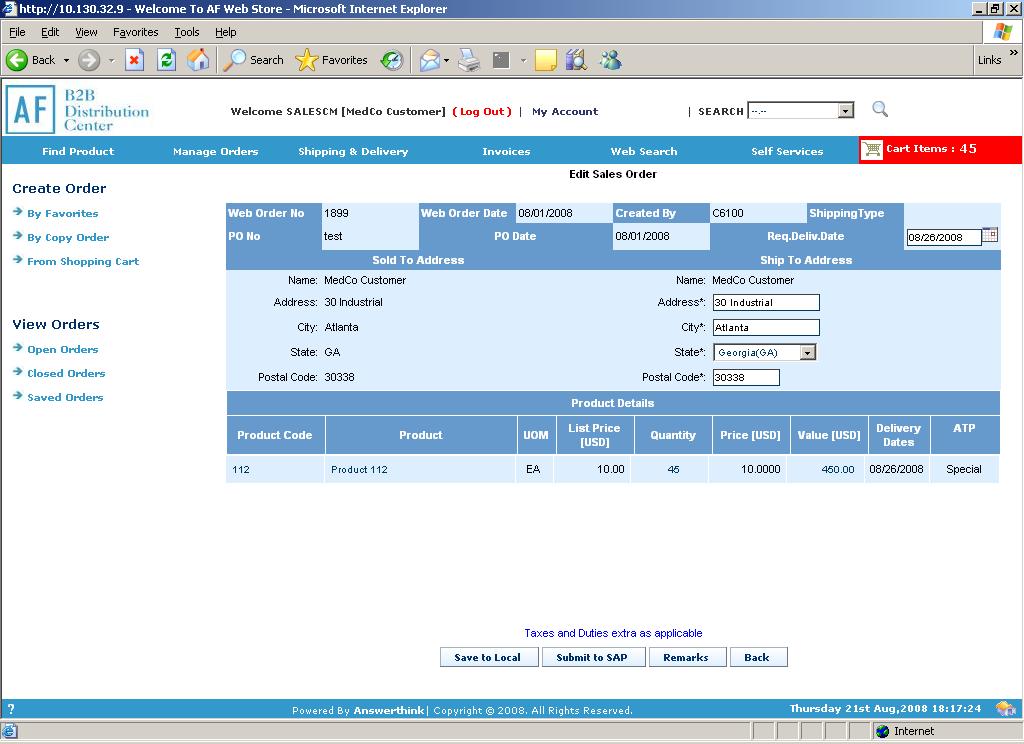 http://10.130.32.9 - Welcome To AF Web Store - Microsoft Internet Explorer
File Edit View Favorites Tools Help
Back Search Favorites Links »
AF B2B Distribution Center
Welcome SALESCM [MedCo Customer] ( Log Out ) | My Account | SEARCH --.--
Find Product Manage Orders Shipping & Delivery Invoices Web Search Self Services Cart Items : 45
Edit Sales Order
Create Order
By Favorites
By Copy Order
From Shopping Cart
View Orders
Open Orders
Closed Orders
Saved Orders
Web Order No 1899 Web Order Date 08/01/2008 Created By C6100 ShippingType
PO No test PO Date 08/01/2008 Req.Deliv.Date 08/26/2008
Sold To Address Ship To Address
Name: MedCo Customer Name: MedCo Customer
Address: 30 Industrial Address*: 30 Industrial
City: Atlanta City*: Atlanta
State: GA State*: Georgia(GA)
Postal Code: 30338 Postal Code*: 30338
Product Details
Product Code Product UOM List Price [USD] Quantity Price [USD] Value [USD] Delivery Dates ATP
112 Product 112 EA 10.00 45 10.0000 450.00 08/26/2008 Special
Taxes and Duties extra as applicable
Save to Local Submit to SAP Remarks Back
? Powered By Answerthink | Copyright © 2008. All Rights Reserved. Thursday 21st Aug,2008 18:17:24
Internet